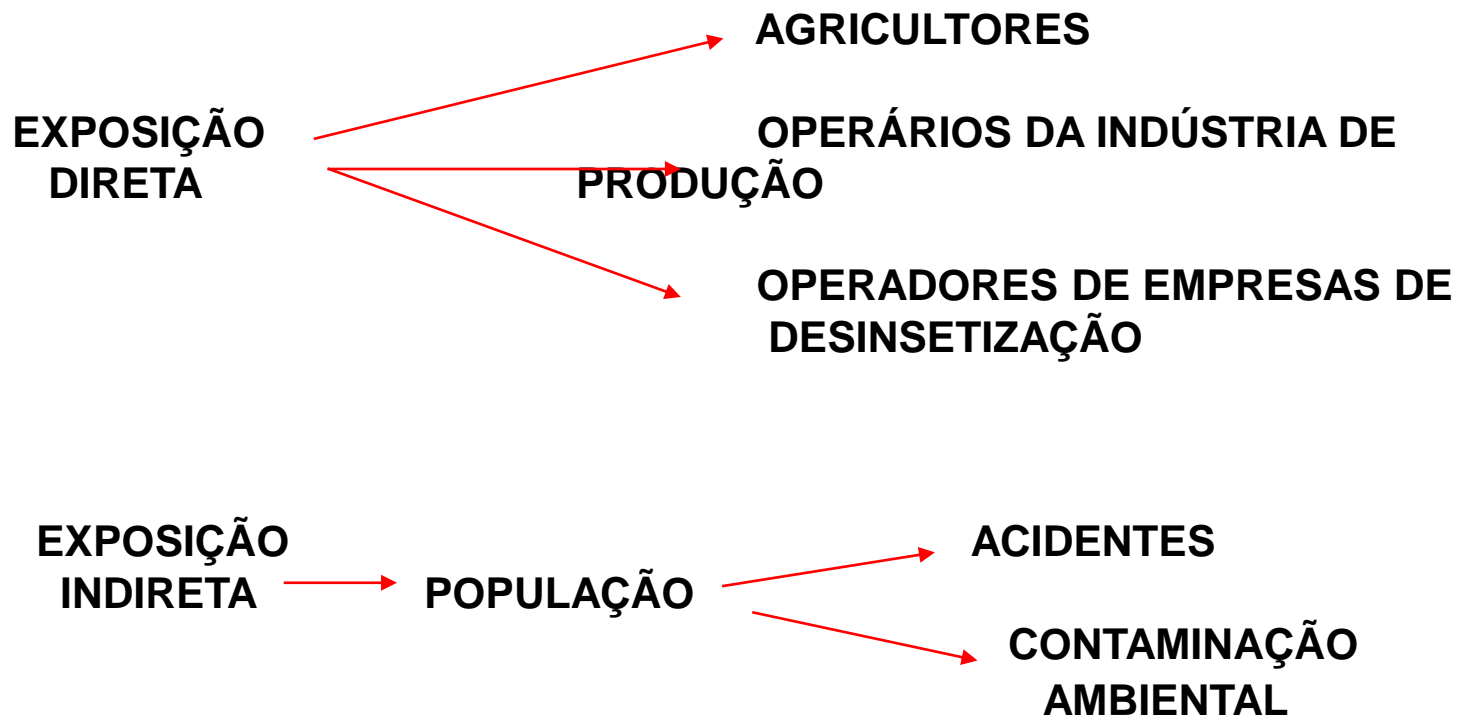 AGRICULTORES
EXPOSIÇÃO
DIRETA
OPERÁRIOS DA INDÚSTRIA DE
PRODUÇÃO
OPERADORES DE EMPRESAS DE
DESINSETIZAÇÃO
EXPOSIÇÃO
INDIRETA
POPULAÇÃO
ACIDENTES
CONTAMINAÇÃO
AMBIENTAL